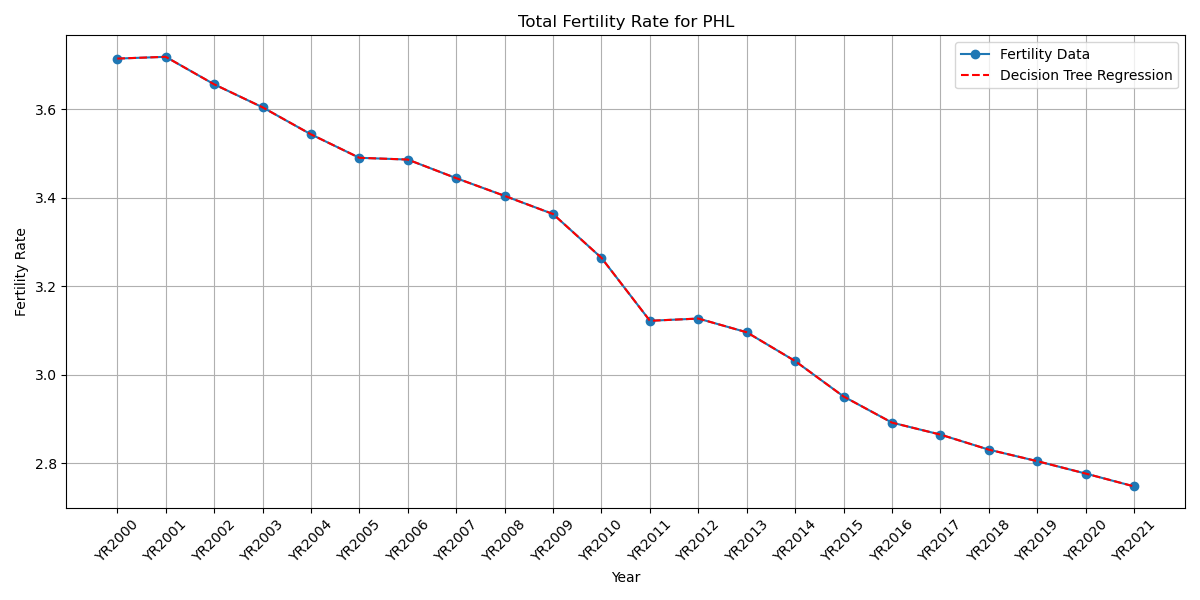 Total Fertility Rate for PHL
Fertility Data
Decision Tree Regression
Fertility Rate
3.6
3.4
3.2
3.0
2.8
YR2000
YR2001
YR2002
YR2003
YR2004
YR2005
YR2006
YR2007
YR2008
YR2009
YR2010
YR2011
YR2012
YR2013
YR2014
YR2015
YR2016
YR2017
YR2018
YR2019
YR2020
YR2021
Year